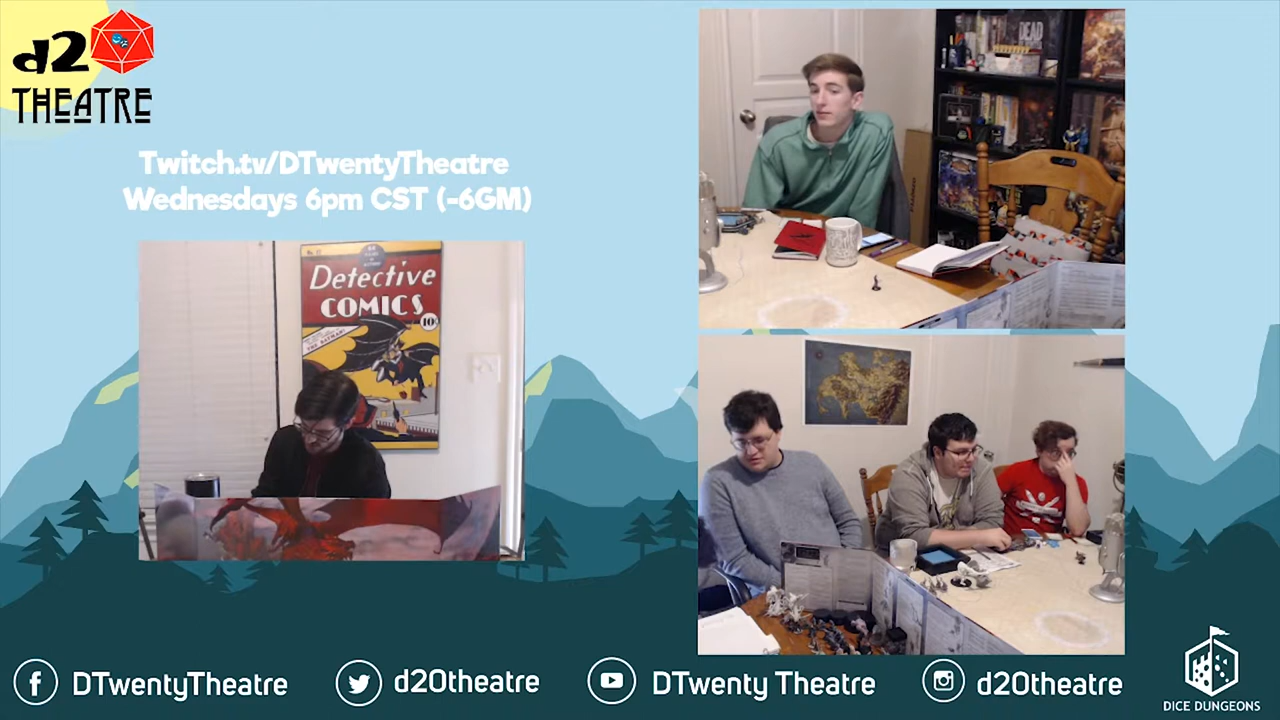 d2
THEATRE
Twitch.tv/DTwentyTheatre
Wednesdays 6pm CST (-6GM)
Detective
COMICS
10¢
DEAD
DTwentyTheatre
d20theatre
DTwenty Theatre
d20theatre
DICE DUNGEONS